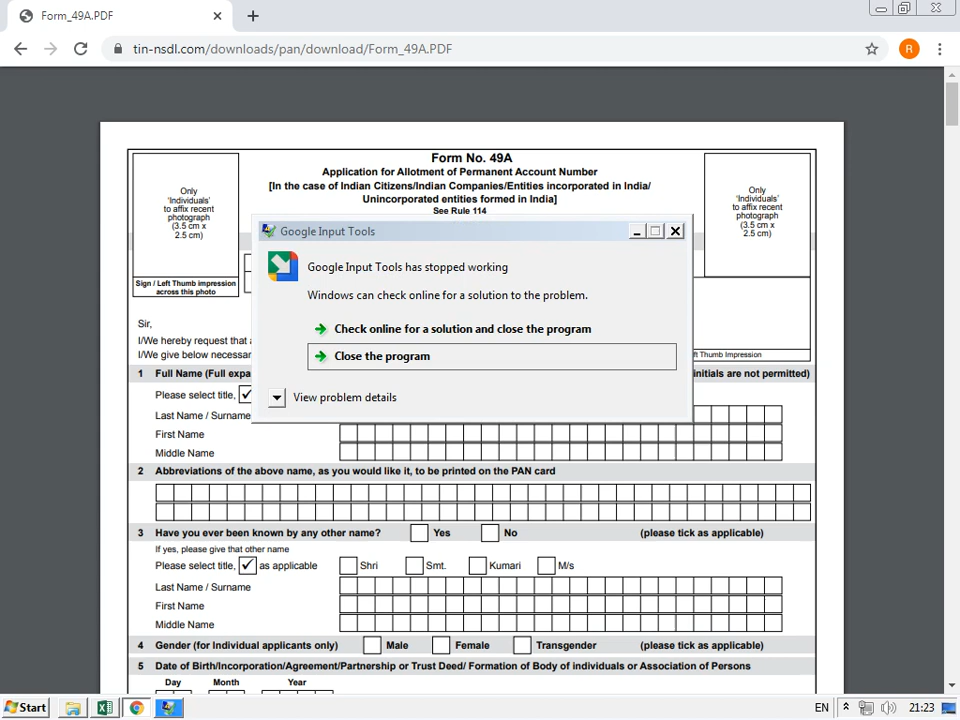 Form_49A.PDF
tin-nsdl.com/downloads/pan/download/Form_49A.PDF
R
Form No. 49A
Application for Allotment of Permanent Account Number
[In the case of Indian Citizens/Indian Companies/Entities incorporated in India/
Unincorporated entities formed in India]
See Rule 114
Only
'Individuals'
to affix recent
photograph
(3.5 cm x
2.5 cm)
Only
'Individuals'
to affix recent
photograph
(3.5 cm x
2.5 cm)
Sign / Left Thumb impression
across this photo
Google Input Tools
Google Input Tools has stopped working
Windows can check online for a solution to the problem.
Check online for a solution and close the program
Close the program
View problem details
Sir,
I/We hereby request that
I/We give below necessar
Thumb Impression
1 Full Name (Full expa initials are not permitted)
Please select title,
Last Name / Surname
First Name
Middle Name
2 Abbreviations of the above name, as you would like it, to be printed on the PAN card
3 Have you ever been known by any other name? Yes No (please tick as applicable)
If yes, please give that other name
Please select title, as applicable Shri Smt. Kumari M/s
Last Name / Surname
First Name
Middle Name
4 Gender (for Individual applicants only) Male Female Transgender (please tick as applicable)
5 Date of Birth/Incorporation/Agreement/Partnership or Trust Deed/ Formation of Body of individuals or Association of Persons
Day Month Year
Start EN 21:23